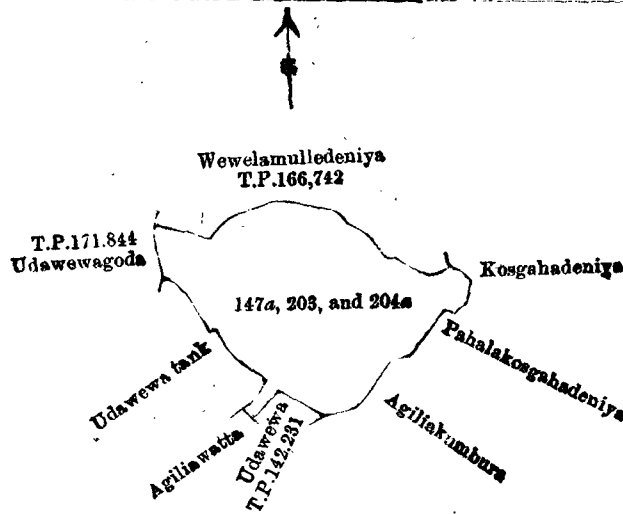 Wewelamulledeniya
T.P.166,742
T.P.171.844
Udawewagoda
Kosgahadeniya
147a, 203, and 204a
Pahalakosgahadeniya
Udawewa tank
Agiliakumbura
Agiliawatta
Udawewa
T.P.142,231